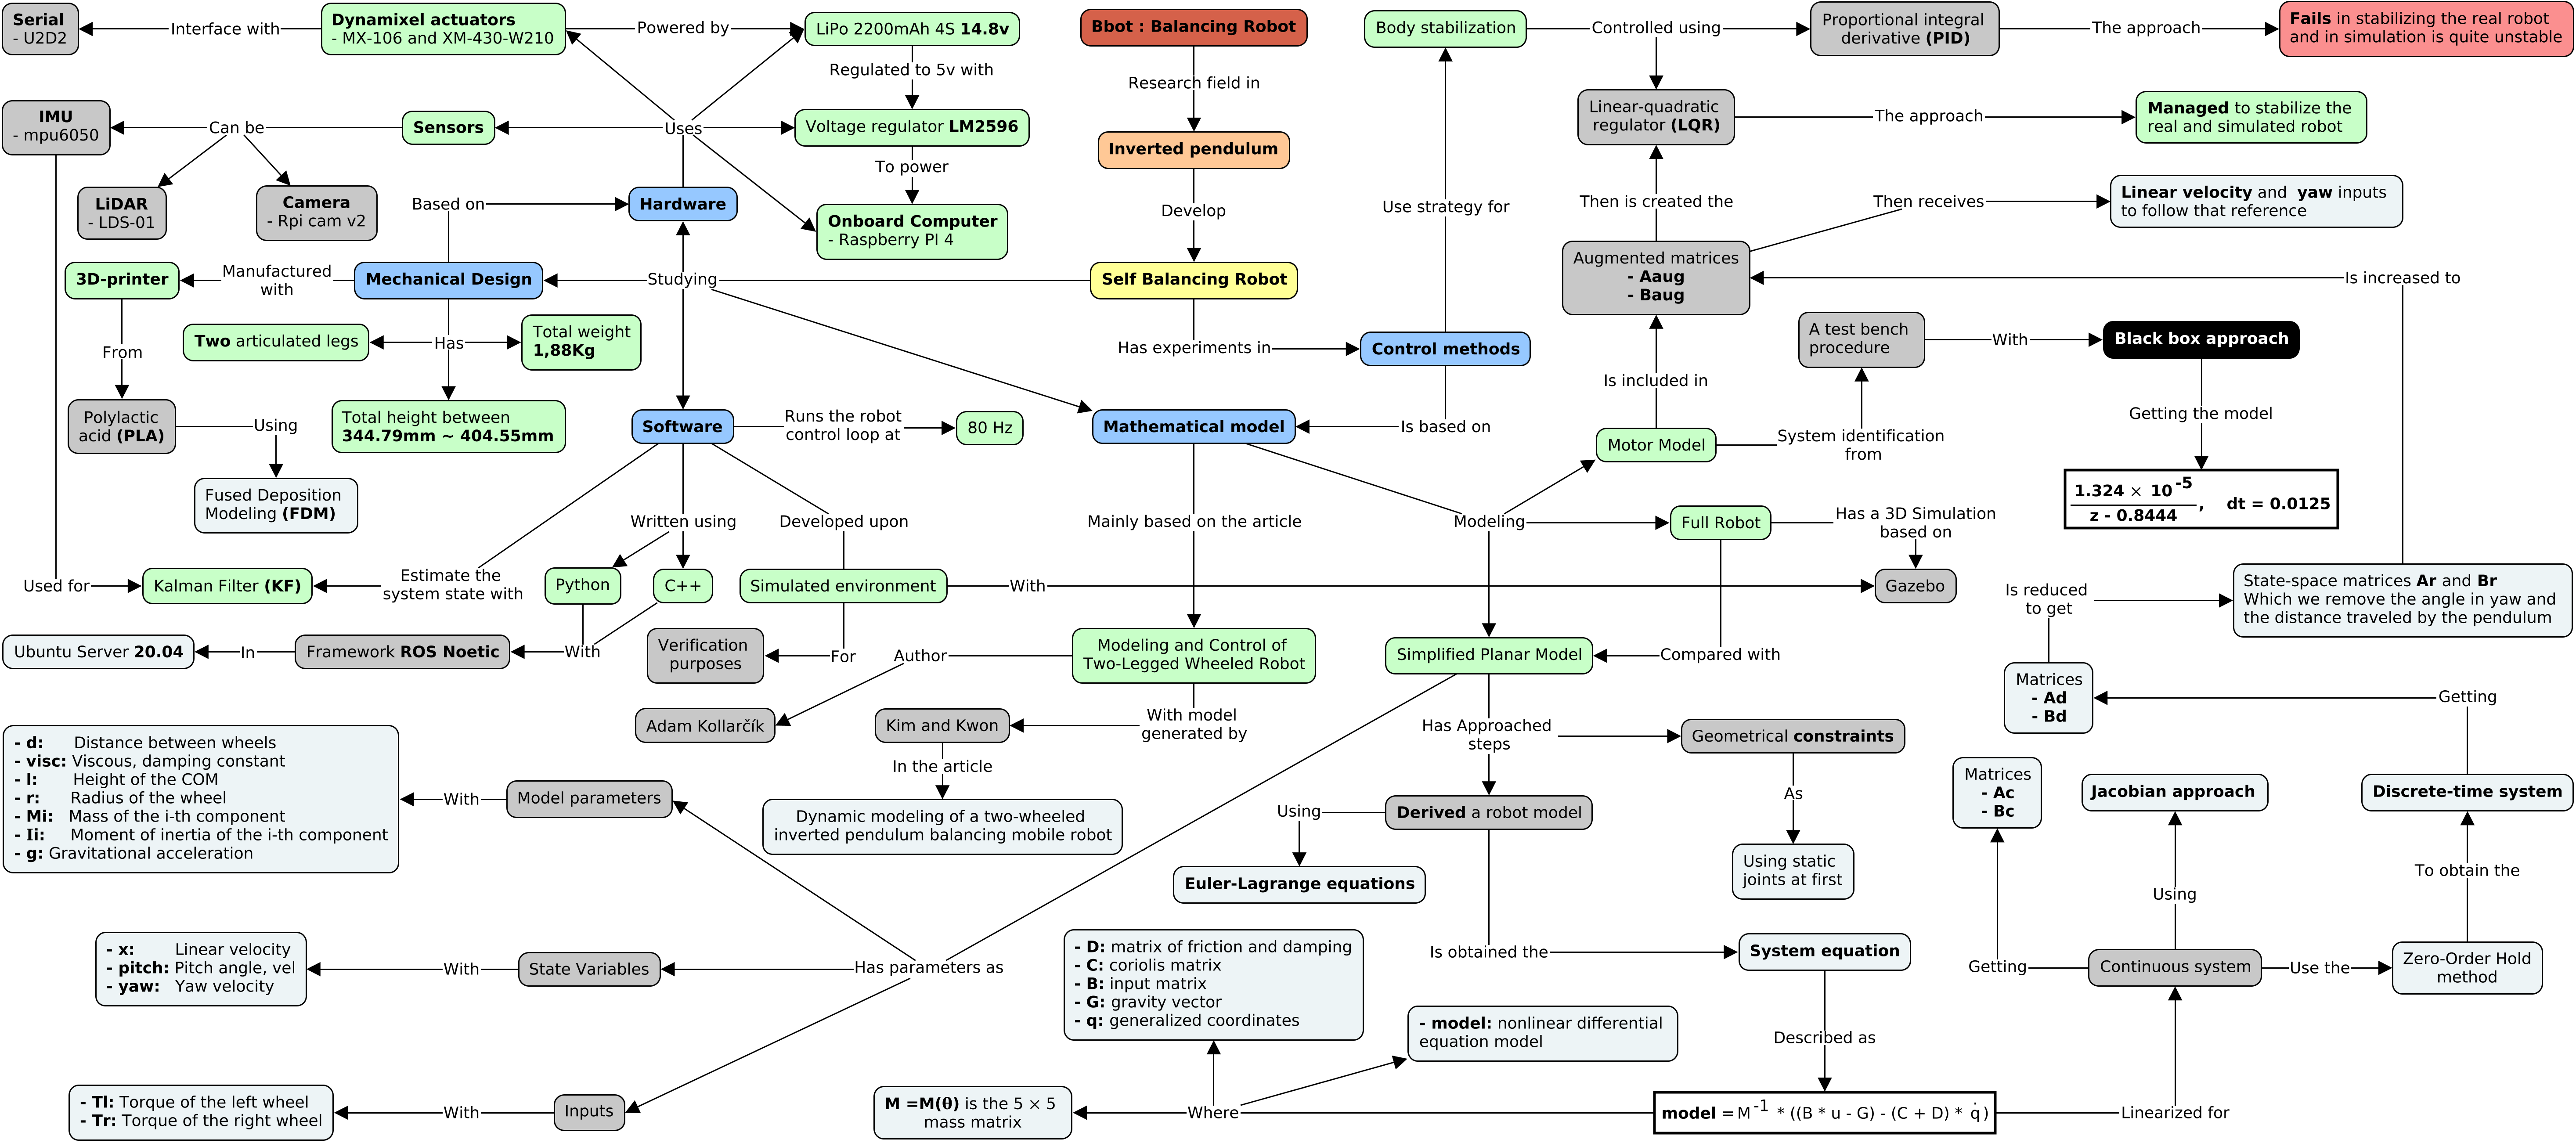 Serial
- U2D2
Interface with
Dynamixel actuators
- MX-106 and XM-430-W210
Powered by
LiPo 2200mAh 4S 14.8v
Regulated to 5v with
Bbot : Balancing Robot
Research field in
Body stabilization
Controlled using
Proportional integral
derivative (PID)
The approach
Fails in stabilizing the real robot
and in simulation is quite unstable
IMU
- mpu6050
Can be
Sensors
Uses
Voltage regulator LM2596
To power
Inverted pendulum
Develop
Linear-quadratic
regulator (LQR)
The approach
Managed to stabilize the
real and simulated robot
LiDAR
- LDS-01
Camera
- Rpi cam v2
Based on
Hardware
Onboard Computer
- Raspberry PI 4
Use strategy for
Then is created the
Then receives
Linear velocity and yaw inputs
to follow that reference
3D-printer
Manufactured
with
Mechanical Design
Studying
Self Balancing Robot
Augmented matrices
- Aaug
- Baug
Is increased to
From
Two articulated legs
Has
Total weight
1,88Kg
Has experiments in
Control methods
Is included in
A test bench
procedure
With
Black box approach
Polylactic
acid (PLA)
Using
Total height between
344.79mm ~ 404.55mm
Software
Runs the robot
control loop at
80 Hz
Mathematical model
Is based on
Motor Model
System identification
from
Getting the model
Fused Deposition
Modeling (FDM)
Written using
Developed upon
Mainly based on the article
Modeling
Full Robot
Has a 3D Simulation
based on
1.324 × 10^-5
z - 0.8444
, dt = 0.0125
Used for
Kalman Filter (KF)
Estimate the
system state with
Python
C++
Simulated environment
With
Gazebo
Is reduced
to get
State-space matrices Ar and Br
Which we remove the angle in yaw and
the distance traveled by the pendulum
Ubuntu Server 20.04
In
Framework ROS Noetic
With
Verification
purposes
For
Author
Modeling and Control of
Two-Legged Wheeled Robot
Simplified Planar Model
Compared with
Matrices
- Ad
- Bd
Getting
Adam Kollarčík
Kim and Kwon
With model
generated by
Has Approached
steps
Geometrical constraints
- d: Distance between wheels
- visc: Viscous, damping constant
- l: Height of the COM
- r: Radius of the wheel
- Mi: Mass of the i-th component
- Ii: Moment of inertia of the i-th component
- g: Gravitational acceleration
With
Model parameters
In the article
Dynamic modeling of a two-wheeled
inverted pendulum balancing mobile robot
Using
Derived a robot model
As
Matrices
- Ac
- Bc
Jacobian approach
Discrete-time system
Euler-Lagrange equations
Using static
joints at first
Using
To obtain the
- x: Linear velocity
- pitch: Pitch angle, vel
- yaw: Yaw velocity
With
State Variables
Has parameters as
- D: matrix of friction and damping
- C: coriolis matrix
- B: input matrix
- G: gravity vector
- q: generalized coordinates
Is obtained the
System equation
Getting
Continuous system
Use the
Zero-Order Hold
method
- model: nonlinear differential
equation model
Described as
- Tl: Torque of the left wheel
- Tr: Torque of the right wheel
With
Inputs
M =M(θ) is the 5 × 5
mass matrix
Where
model = M^-1 * ((B * u - G) - (C + D) * q̇ )
Linearized for